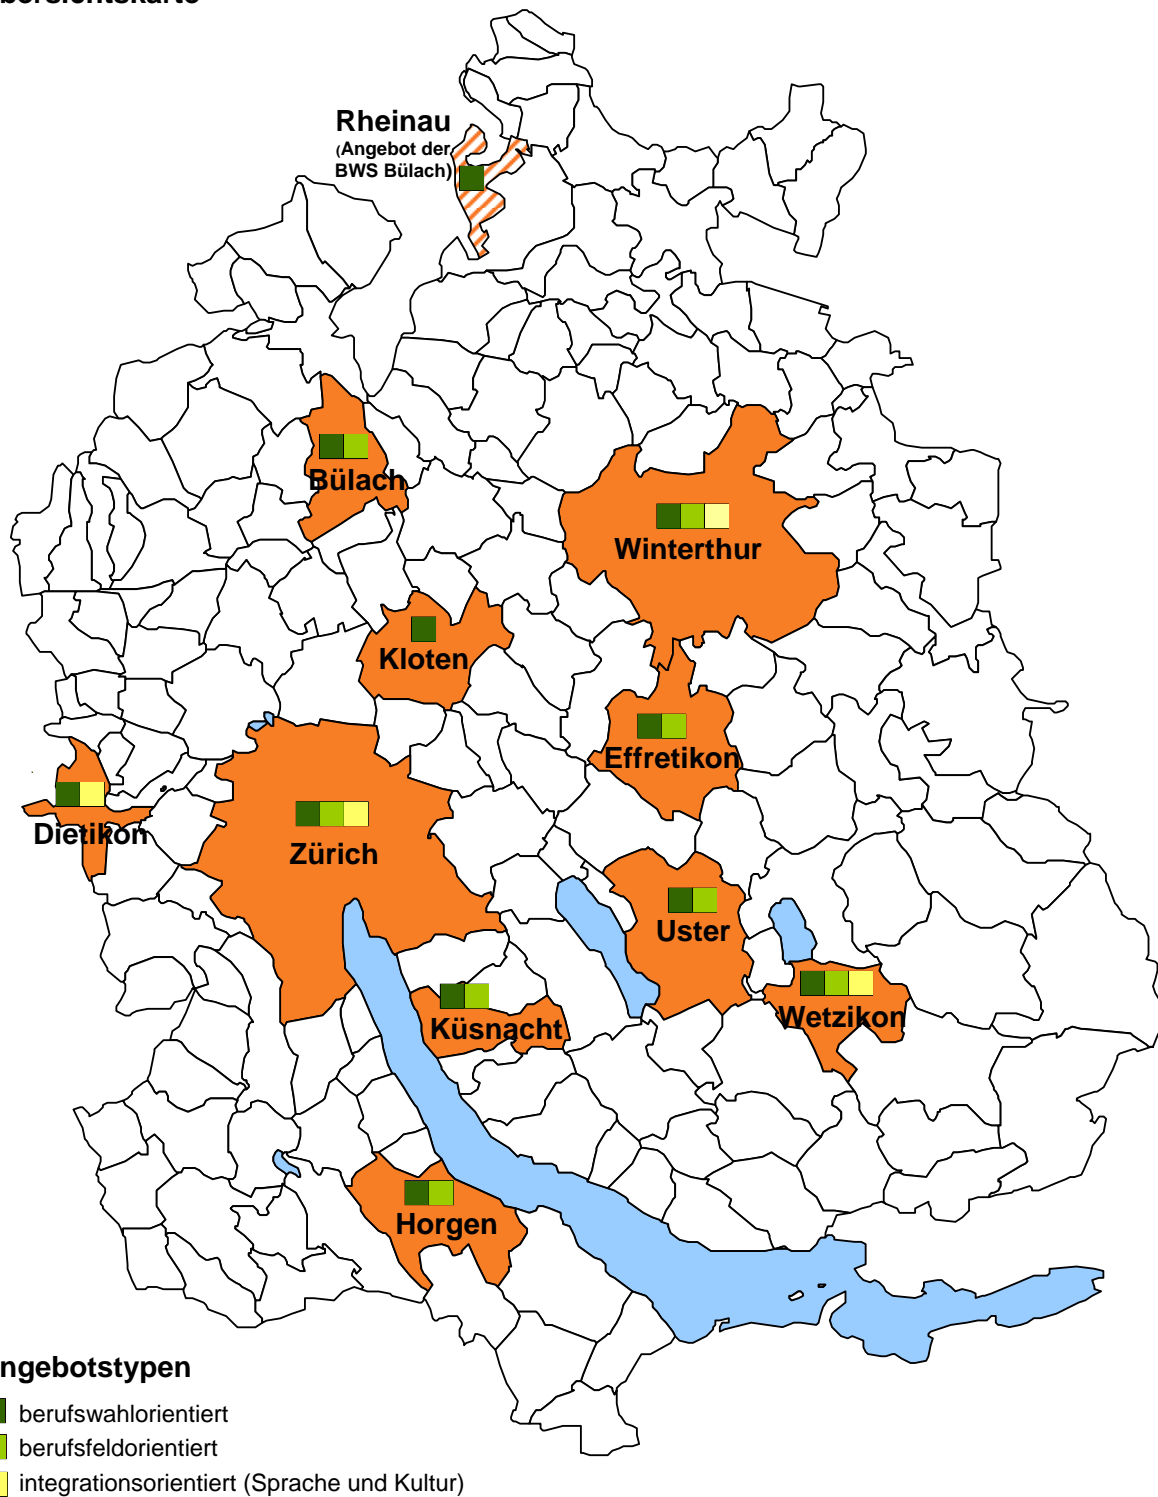 bersichtskarte
Rheinau
(Angebot der
BWS Bülach)
Bülach
Winterthur
Kloten
Effretikon
Dietikon
Zürich
Uster
Wetzikon
Küsnacht
Horgen
ngebotstypen
berufswahlorientiert
berufsfeldorientiert
integrationsorientiert (Sprache und Kultur)